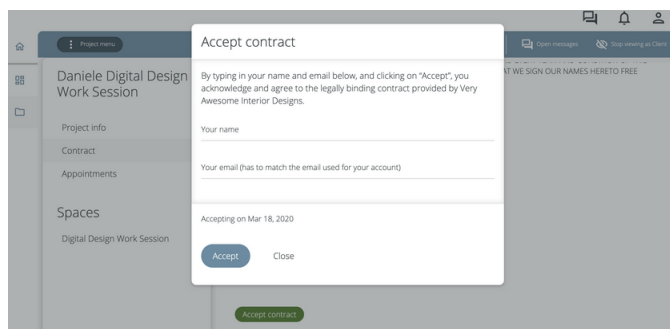 Project menu
Open messages
Stop viewing as Client
Daniele Digital Design
Work Session
Project info
Contract
Appointments
Spaces
Digital Design Work Session
Accept contract
By typing in your name and email below, and clicking on "Accept", you
acknowledge and agree to the legally binding contract provided by Very
Awesome Interior Designs.
Your name
Your email (has to match the email used for your account)
Accepting on Mar 18, 2020
Accept
Close
AT WE SIGN OUR NAMES HERETO FREE
Accept contract